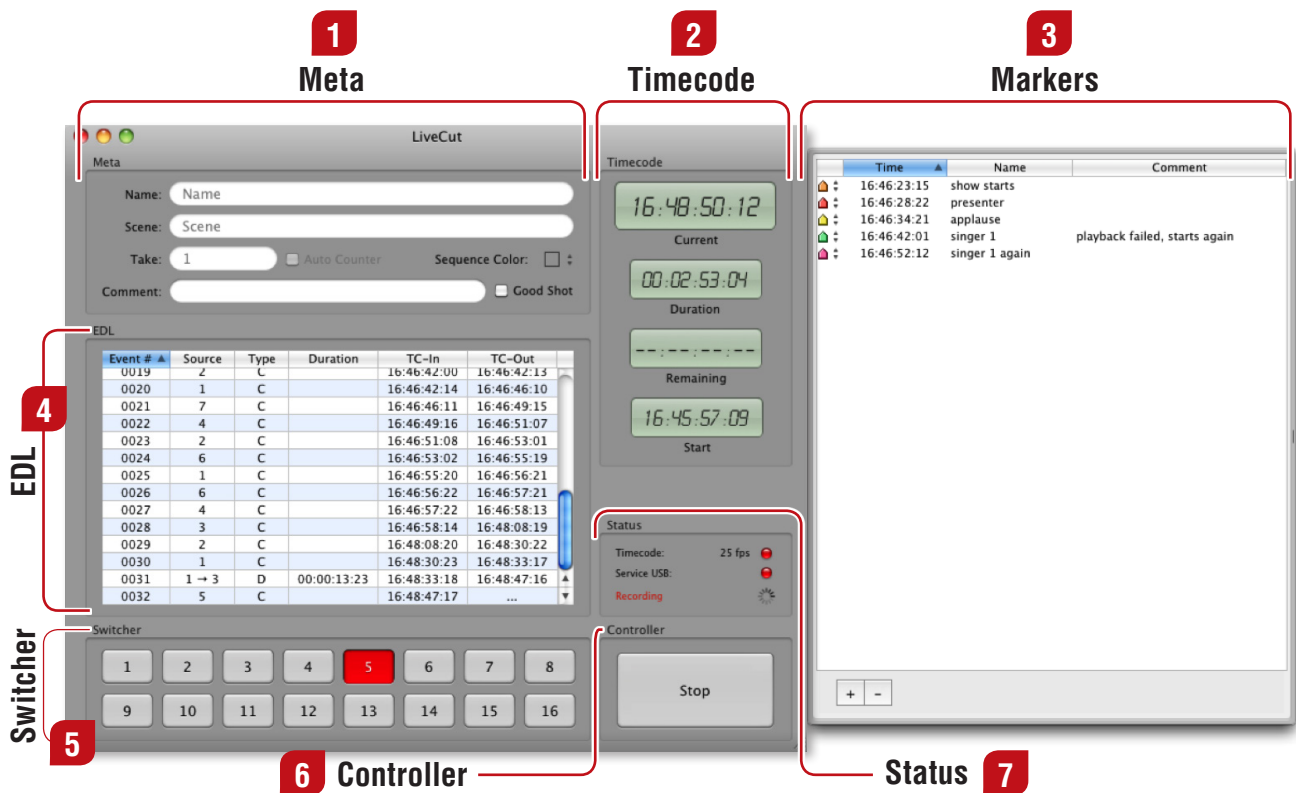 1 2 3
Meta Timecode Markers
LiveCut
Meta
Name: Name
Scene: Scene
Take: 1 Auto Counter Sequence Color:
Comment: Good Shot
Timecode
16:48:50:12
Current
00:02:53:04
Duration
--:--:--:--
Remaining
16:45:57:09
Start
Time Name Comment
16:46:23:15 show starts
16:46:28:22 presenter
16:46:34:21 applause
16:46:42:01 singer 1 playback failed, starts again
16:46:52:12 singer 1 again
+ -
4
EDL
EDL
Event # Source Type Duration TC-In TC-Out
0019 2 C 16:46:42:00 16:46:42:13
0020 1 C 16:46:42:14 16:46:46:10
0021 7 C 16:46:46:11 16:46:49:15
0022 4 C 16:46:49:16 16:46:51:07
0023 2 C 16:46:51:08 16:46:53:01
0024 6 C 16:46:53:02 16:46:55:19
0025 1 C 16:46:55:20 16:46:56:21
0026 6 C 16:46:56:22 16:46:57:21
0027 4 C 16:46:57:22 16:46:58:13
0028 3 C 16:46:58:14 16:48:08:19
0029 2 C 16:48:08:20 16:48:30:22
0030 1 C 16:48:30:23 16:48:33:17
0031 1 → 3 D 00:00:13:23 16:48:33:18 16:48:47:16
0032 5 C 16:48:47:17 ...
Status
Timecode: 25 fps
Service USB:
Recording
Switcher
5
Switcher
1 2 3 4 5 6 7 8
9 10 11 12 13 14 15 16
Controller
Stop
6 Controller
Status 7